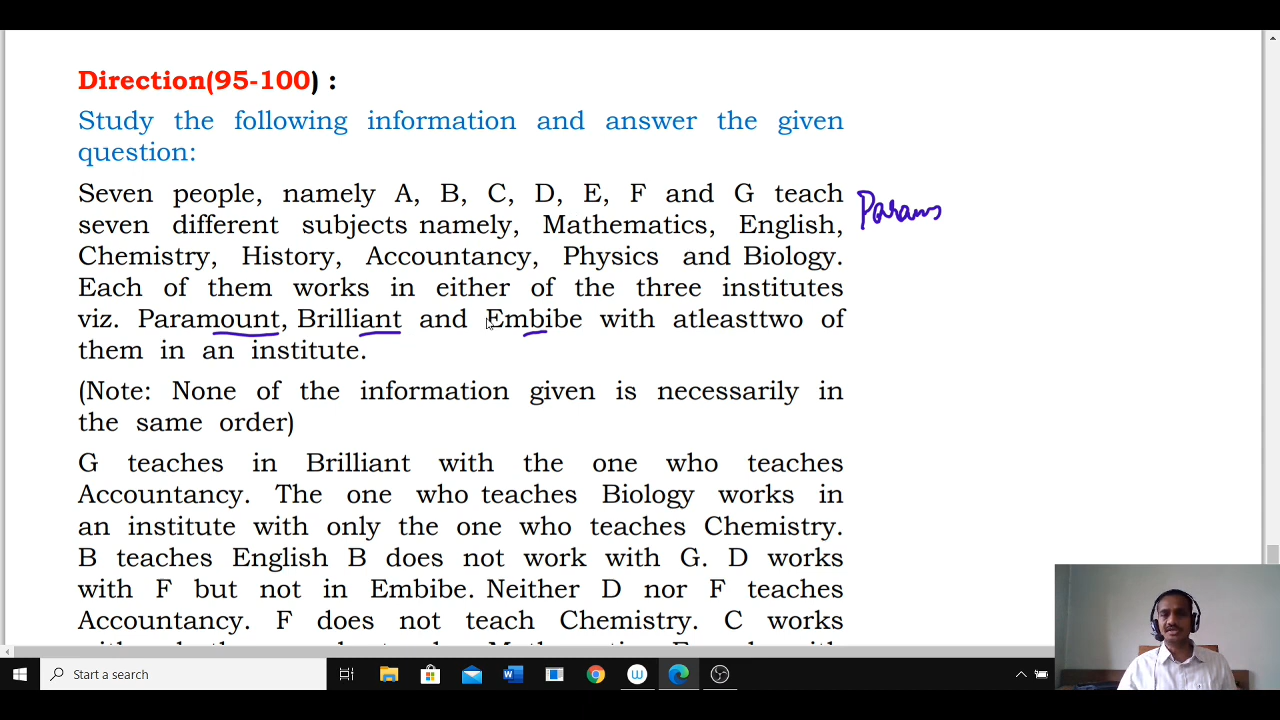 Direction(95-100) :
Study the following information and answer the given
question:
Seven people, namely A, B, C, D, E, F and G teach
seven different subjects namely, Mathematics, English,
Chemistry, History, Accountancy, Physics and Biology.
Each of them works in either of the three institutes
viz. Paramount, Brilliant and Embibe with atleasttwo of
them in an institute.
(Note: None of the information given is necessarily in
the same order)
G teaches in Brilliant with the one who teaches
Accountancy. The one who teaches Biology works in
an institute with only the one who teaches Chemistry.
B teaches English B does not work with G. D works
with F but not in Embibe. Neither D nor F teaches
Accountancy. F does not teach Chemistry. C works
Start a search